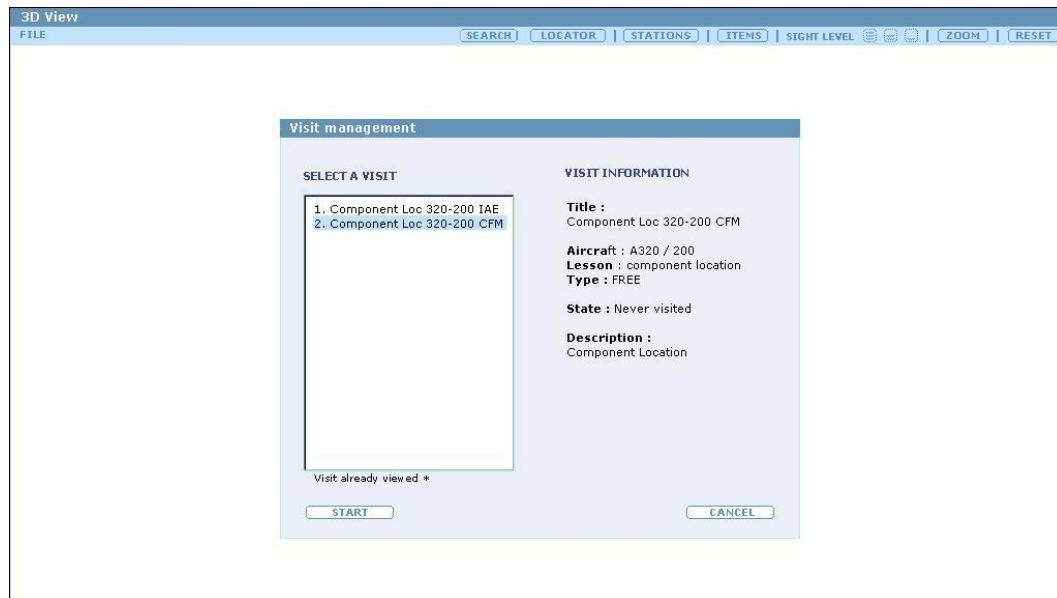 3D View
FILE SEARCH LOCATOR | STATIONS | ITEMS | SIGHT LEVEL | ZOOM | RESET
Visit management
SELECT A VISIT
1. Component Loc 320-200 IAE
2. Component Loc 320-200 CFM
Visit already viewed *
START
VISIT INFORMATION
Title :
Component Loc 320-200 CFM
Aircraft : A320 / 200
Lesson : component location
Type : FREE
State : Never visited
Description :
Component Location
CANCEL